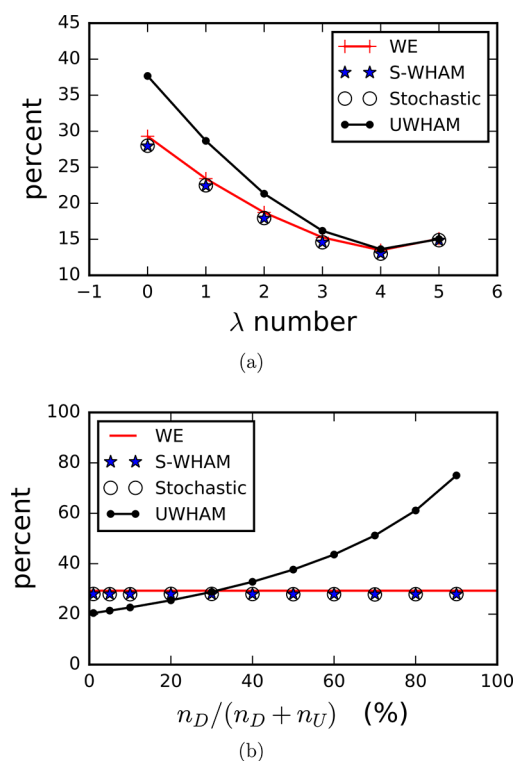 45
40
35
30
25
20
15
10
percent
WE
S-WHAM
Stochastic
UWHAM
−1 0 1 2 3 4 5 6
λ number
(a)
100
80
60
40
20
0
percent
WE
S-WHAM
Stochastic
UWHAM
0 20 40 60 80 100
n_D/(n_D + n_U) (%)
(b)